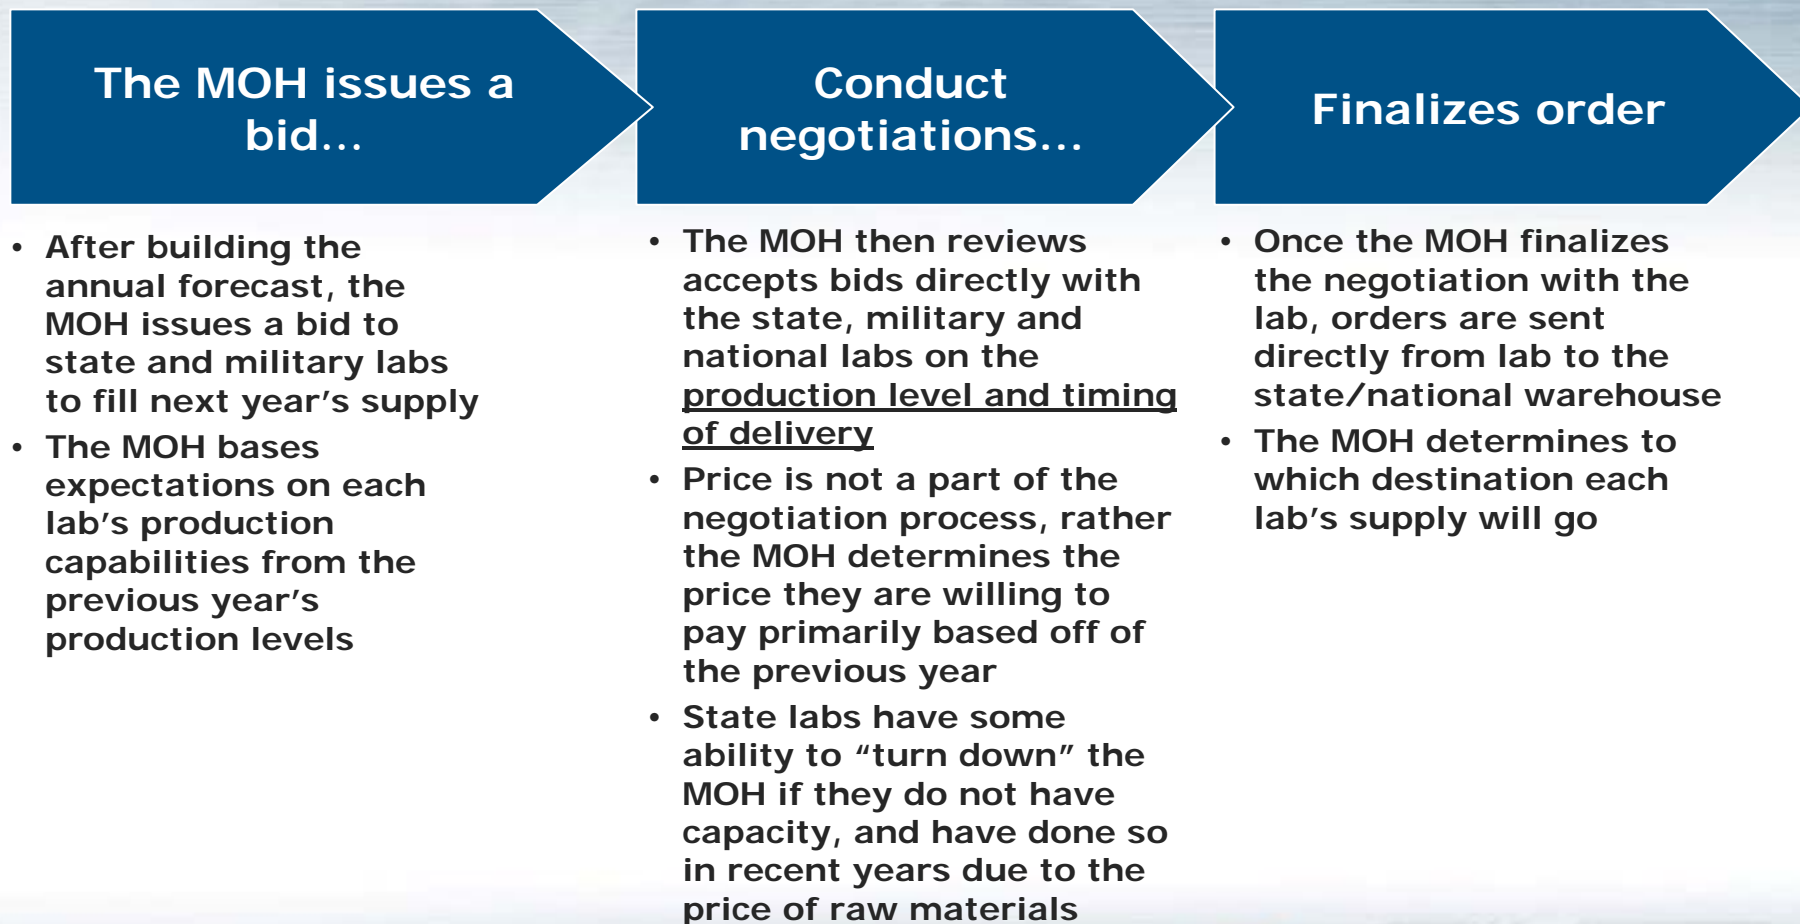 The MOH issues a
bid...
• After building the
annual forecast, the
MOH issues a bid to
state and military labs
to fill next year’s supply
• The MOH bases
expectations on each
lab’s production
capabilities from the
previous year’s
production levels
Conduct
negotiations...
• The MOH then reviews
accepts bids directly with
the state, military and
national labs on the
production level and timing
of delivery
• Price is not a part of the
negotiation process, rather
the MOH determines the
price they are willing to
pay primarily based off of
the previous year
• State labs have some
ability to “turn down” the
MOH if they do not have
capacity, and have done so
in recent years due to the
price of raw materials
Finalizes order
• Once the MOH finalizes
the negotiation with the
lab, orders are sent
directly from lab to the
state/national warehouse
• The MOH determines to
which destination each
lab’s supply will go